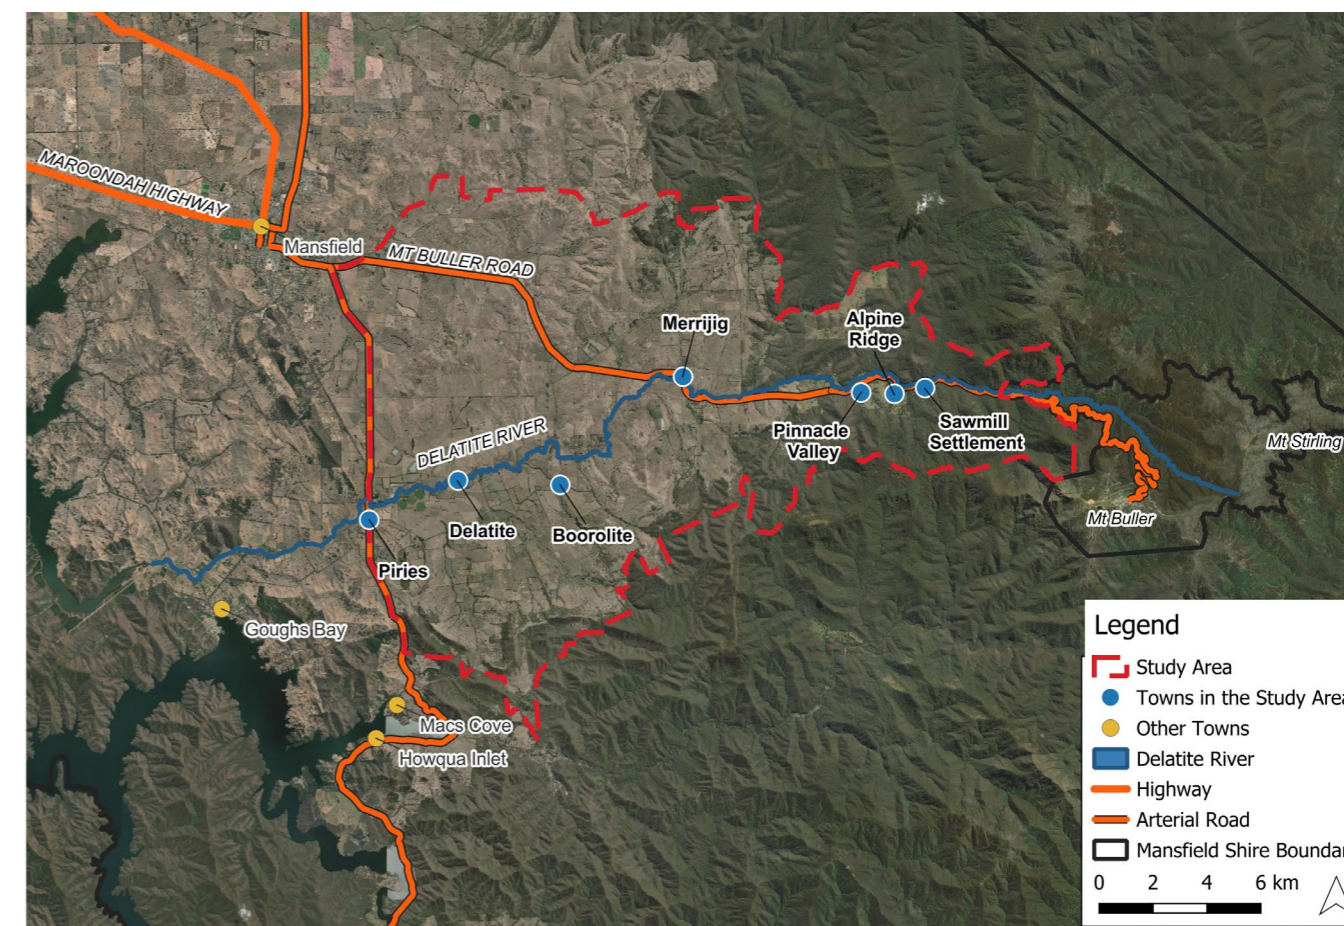 MAROONDAH HIGHWAY
Mansfield
MT BULLER ROAD
Merrijig
Alpine
Ridge
DELATITE RIVER
Pinnacle
Valley
Sawmill
Settlement
Mt Stirling
Mt Buller
Delatite
Boorolite
Piries
Goughs Bay
Macs Cove
Howqua Inlet
Legend
Study Area
Towns in the Study Area
Other Towns
Delatite River
Highway
Arterial Road
Mansfield Shire Boundar
0 2 4 6 km